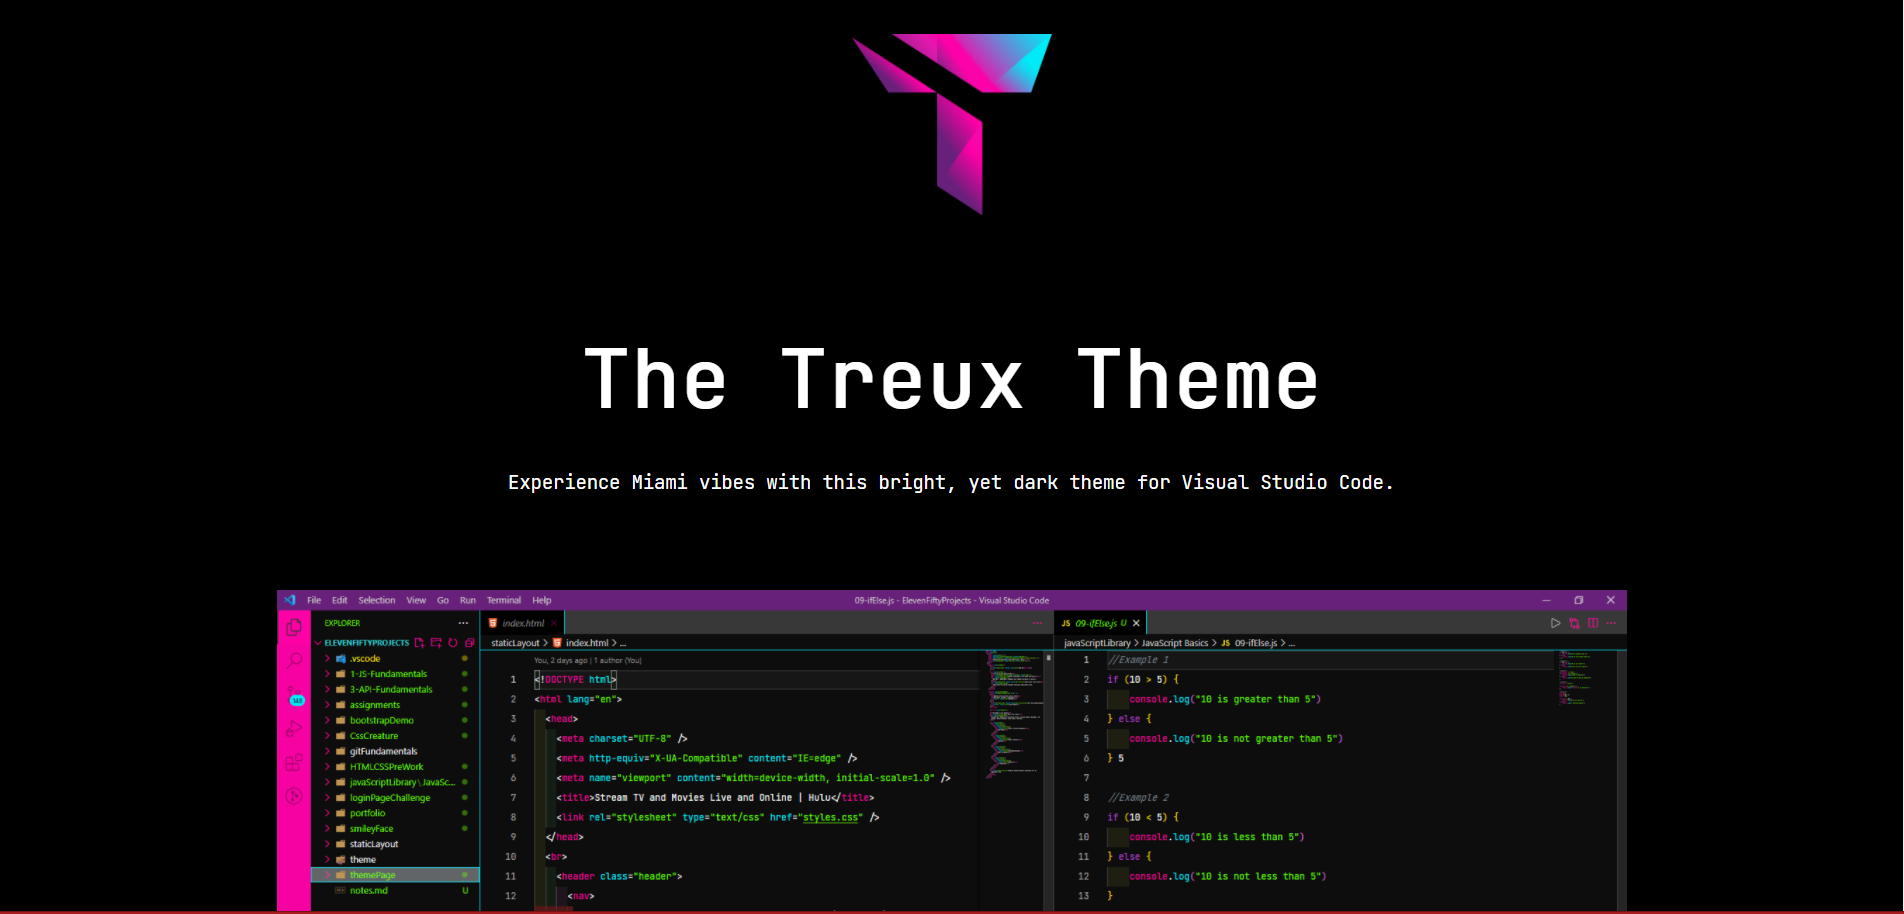 The Treux Theme
Experience Miami vibes with this bright, yet dark theme for Visual Studio Code.
File Edit Selection View Go Run Terminal Help
09-ifElse.js - ElevenFiftyProjects - Visual Studio Code
EXPLORER
ELEVENFIFTYPROJECTS
.vscode
1-JS-Fundamentals
3-API-Fundamentals
assignments
bootstrapDemo
CssCreature
gitFundamentals
HTMLCSSPreWork
javaScriptLibrary\JavaSc...
loginPageChallenge
portfolio
smileyFace
staticLayout
theme
themePage
notes.md U
index.html
staticLayout > index.html > ...
You, 2 days ago | 1 author (You)
1 <!DOCTYPE html>
2 <html lang="en">
3 <head>
4 <meta charset="UTF-8" />
5 <meta http-equiv="X-UA-Compatible" content="IE=edge" />
6 <meta name="viewport" content="width=device-width, initial-scale=1.0" />
7 <title>Stream TV and Movies Live and Online | Hulu</title>
8 <link rel="stylesheet" type="text/css" href="styles.css" />
9 </head>
10 <br>
11 <header class="header">
12 <nav>
JS 09-ifElse.js U
javaScriptLibrary > JavaScript Basics > JS 09-ifElse.js > ...
1 //Example 1
2 if (10 > 5) {
3 console.log("10 is greater than 5")
4 } else {
5 console.log("10 is not greater than 5")
6 } 5
7
8 //Example 2
9 if (10 < 5) {
10 console.log("10 is less than 5")
11 } else {
12 console.log("10 is not less than 5")
13 }